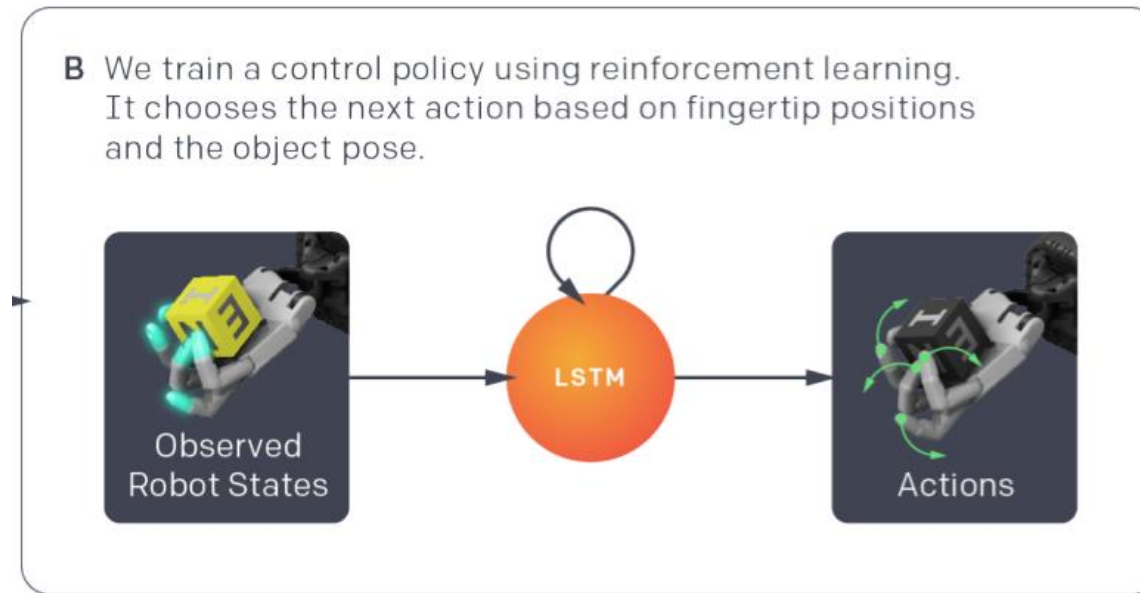 B We train a control policy using reinforcement learning.
It chooses the next action based on fingertip positions
and the object pose.
I
E
LSTM
I
E
Observed
Robot States
Actions